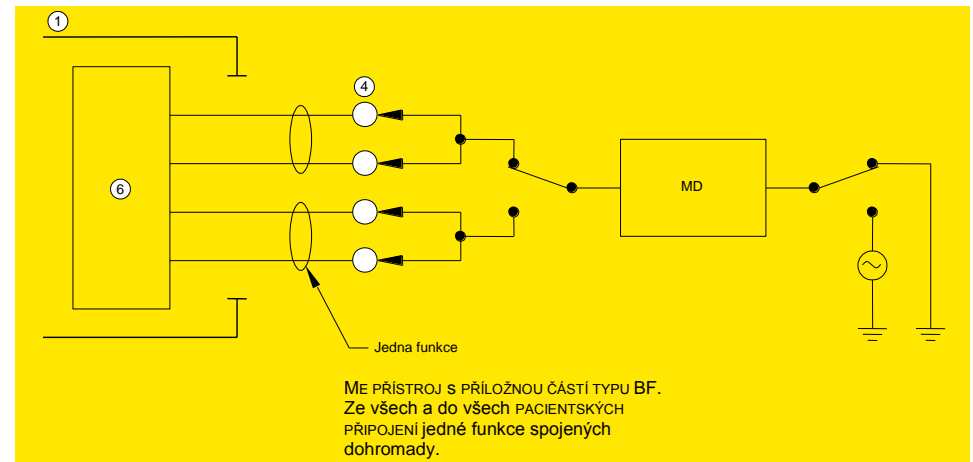 1
4
6
MD
Jedna funkce
ME PŘÍSTROJ s PŘÍLOŽNOU ČÁSTÍ TYPU BF.
Ze všech a do všech PACIENTSKÝCH
PŘIPOJENÍ jedné funkce spojených
dohromady.